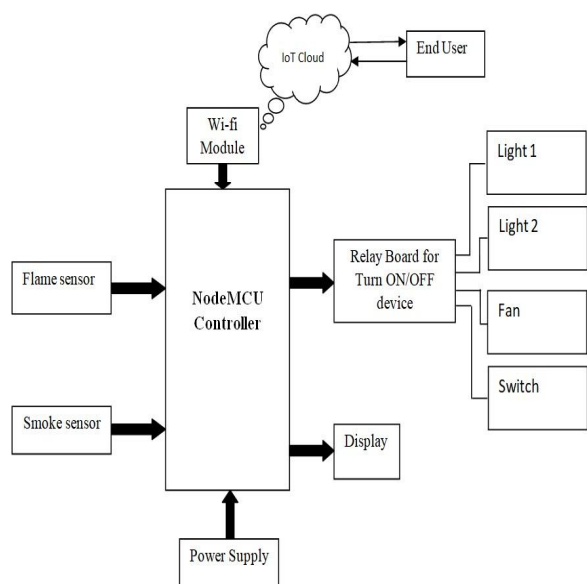 IoT Cloud
End User
Wi-fi
Module
Light 1
Light 2
Relay Board for
Turn ON/OFF
device
Flame sensor
NodeMCU
Controller
Fan
Switch
Smoke sensor
Display
Power Supply